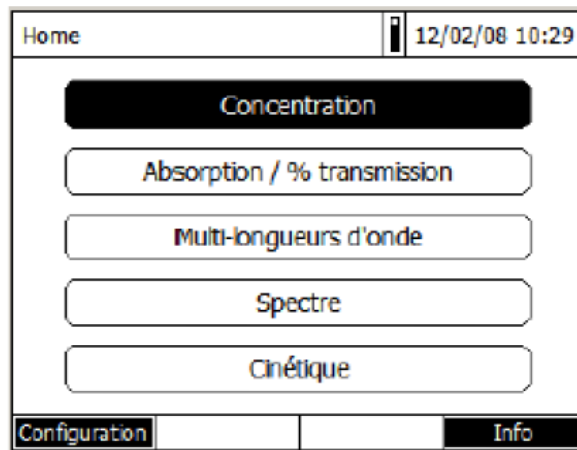 Home 12/02/08 10:29
Concentration
Absorption / % transmission
Multi-longueurs d'onde
Spectre
Cinétique
Configuration Info